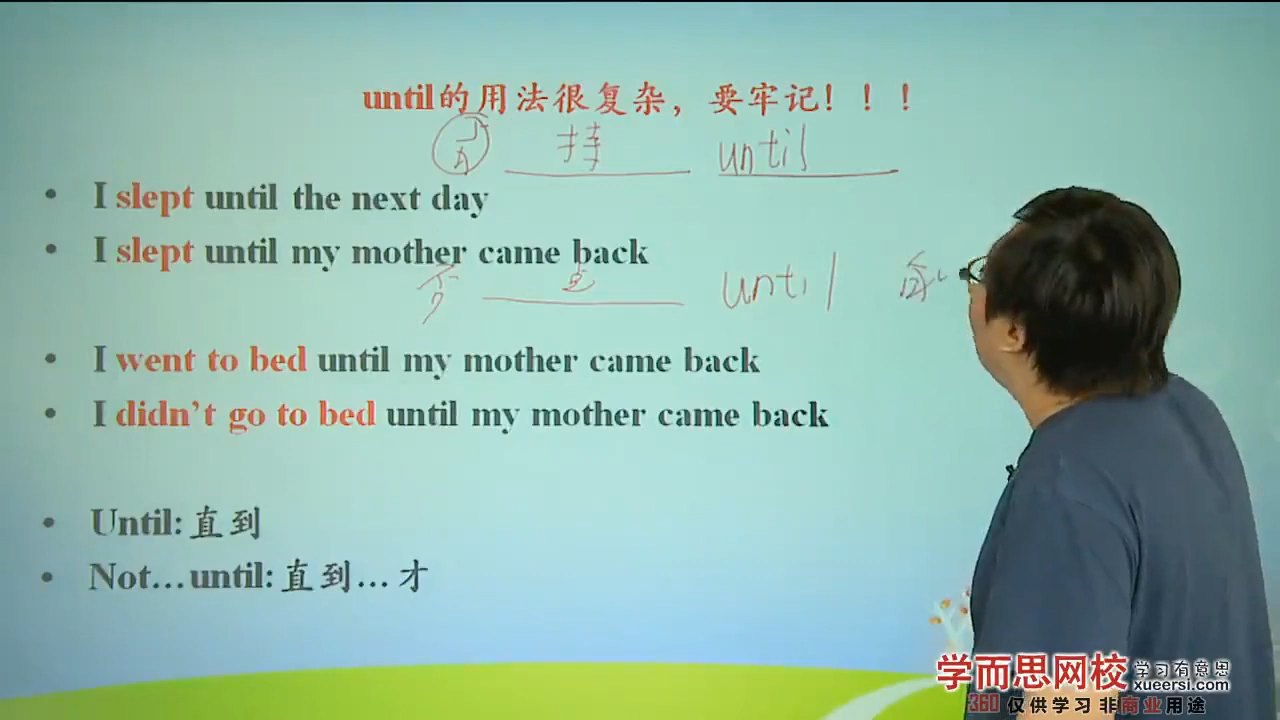 until的用法很复杂，要牢记！！！
持 until
• I slept until the next day
• I slept until my mother came back
否 点 until
• I went to bed until my mother came back
• I didn't go to bed until my mother came back
• Until: 直到
• Not…until: 直到…才
学而思网校 学习有意思
xueersi.com
360 仅供学习 非商业用途